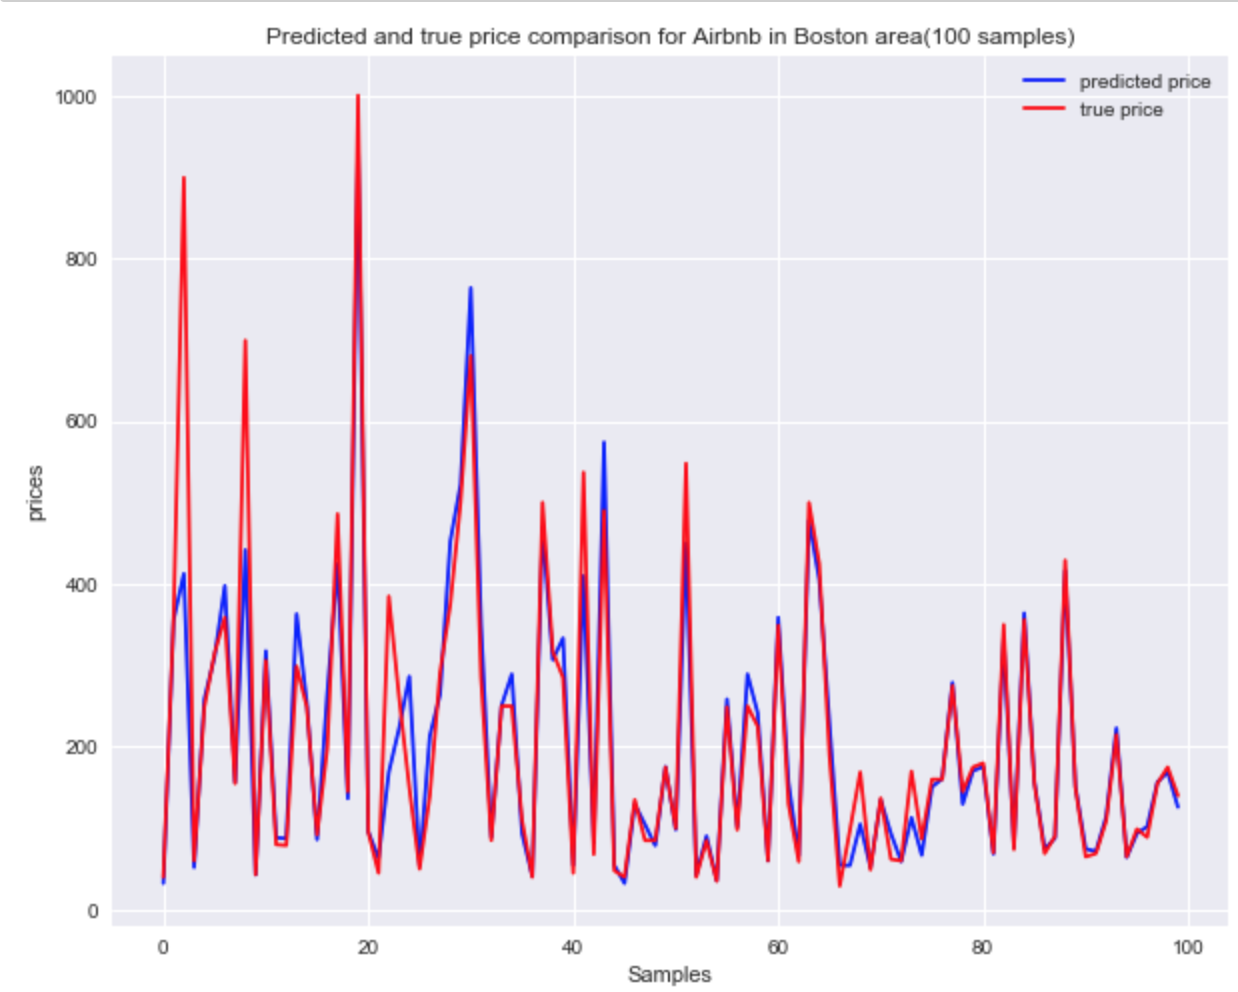 Predicted and true price comparison for Airbnb in Boston area(100 samples)
predicted price
true price
1000
800
600
400
200
0
prices
0 20 40 60 80 100
Samples